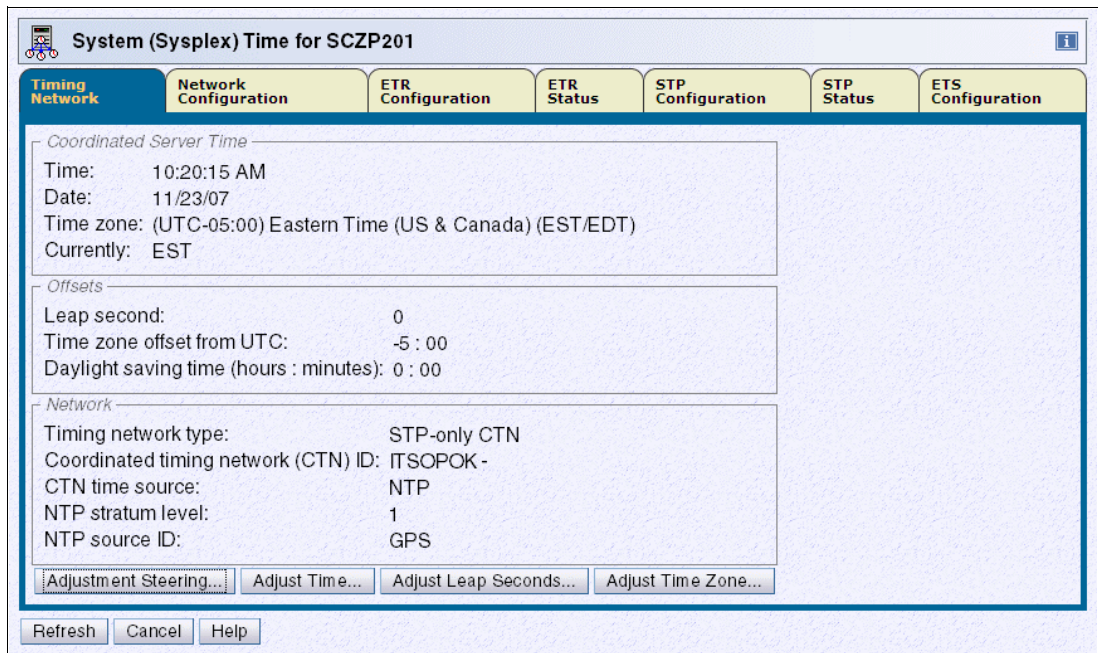 System (Sysplex) Time for SCZP201
i
Timing Network
Network Configuration
ETR Configuration
ETR Status
STP Configuration
STP Status
ETS Configuration
Coordinated Server Time
Time: 10:20:15 AM
Date: 11/23/07
Time zone: (UTC-05:00) Eastern Time (US & Canada) (EST/EDT)
Currently: EST
Offsets
Leap second: 0
Time zone offset from UTC: -5 : 00
Daylight saving time (hours : minutes): 0 : 00
Network
Timing network type: STP-only CTN
Coordinated timing network (CTN) ID: ITSOPOK -
CTN time source: NTP
NTP stratum level: 1
NTP source ID: GPS
Adjustment Steering... Adjust Time... Adjust Leap Seconds... Adjust Time Zone...
Refresh Cancel Help